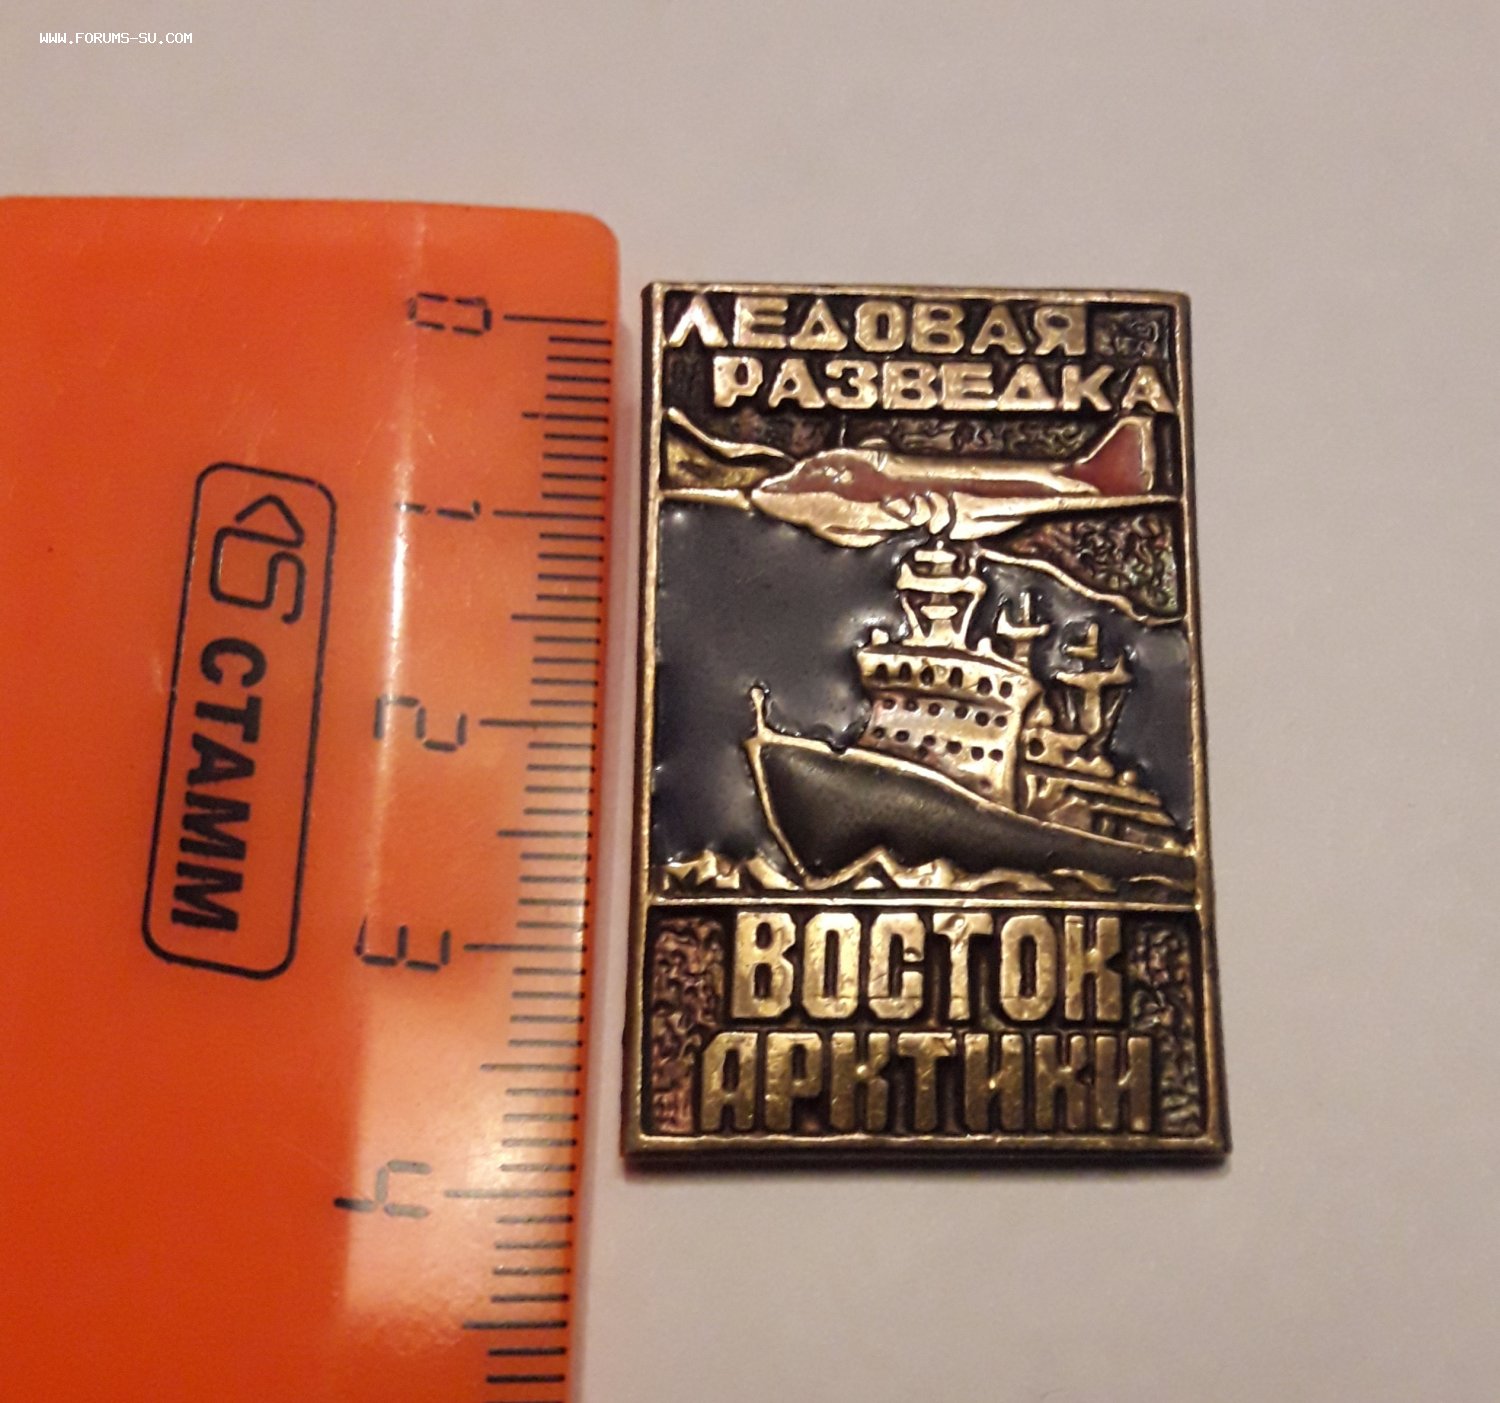 www.forums-su.com
ЛЕДОВАЯ
РАЗВЕДКА
ВОСТОК
АРКТИКИ
0
1
2
3
4
СТАММ